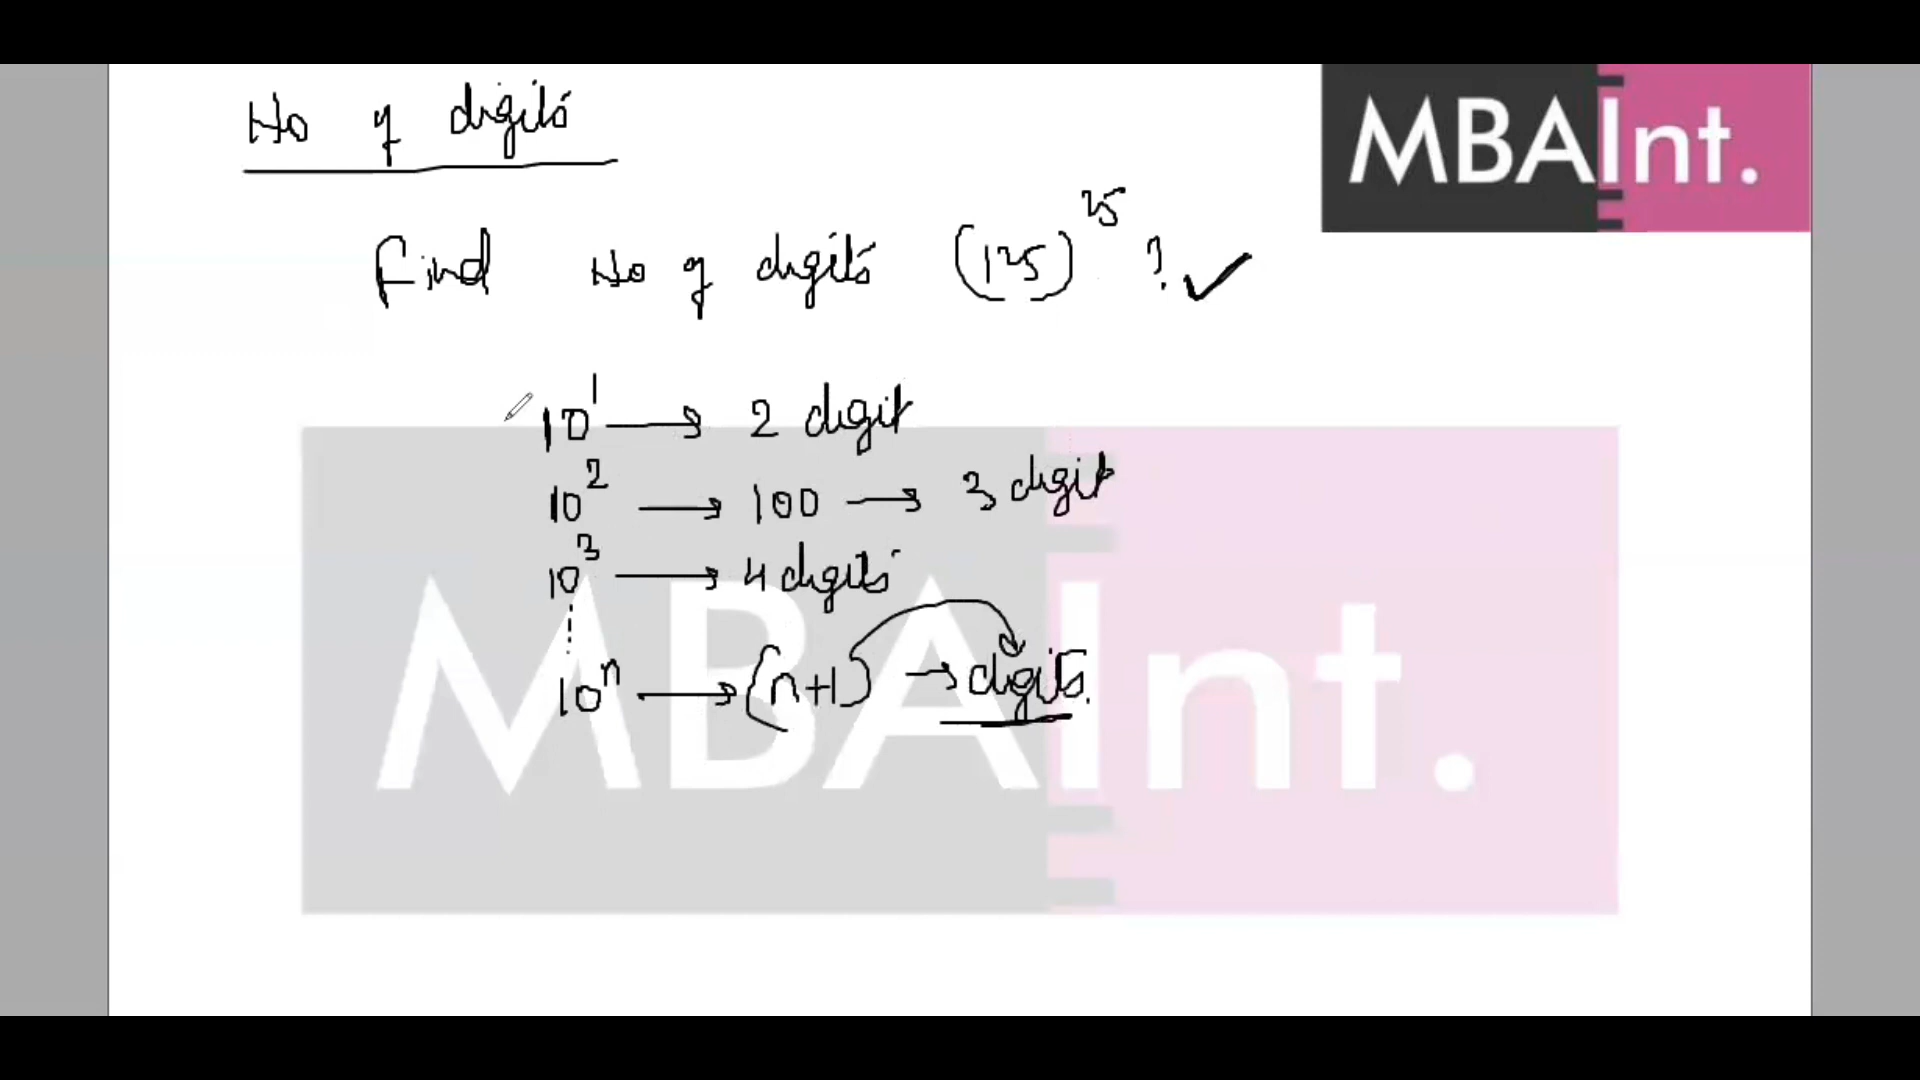 No of digits
MBAInt.
Find No of digits (125)^25 ?
10^1 → 2 digit
10^2 → 100 → 3 digit
10^3 → 4 digits
10^n → (n+1) → digits.
MBAInt.